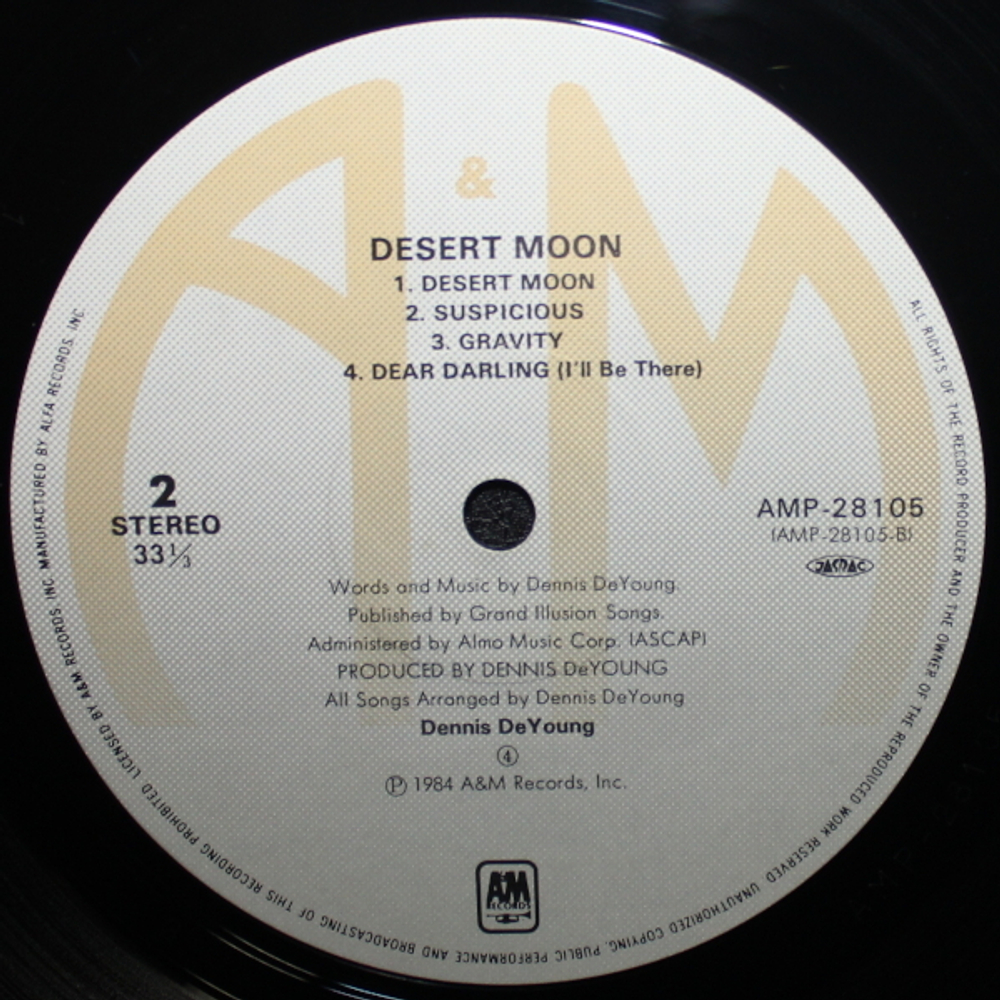 A&M
DESERT MOON
1. DESERT MOON
2. SUSPICIOUS
3. GRAVITY
4. DEAR DARLING (I'll Be There)
2
STEREO
33 1/3
AMP-28105
(AMP-28105-B)
JASRAC
Words and Music by Dennis DeYoung.
Published by Grand Illusion Songs.
Administered by Almo Music Corp. (ASCAP)
PRODUCED BY DENNIS DeYOUNG
All Songs Arranged by Dennis DeYoung
Dennis DeYoung
④
℗ 1984 A&M Records, Inc.
A&M
RECORDS
ALL RIGHTS OF THE RECORD PRODUCER AND THE OWNER OF THE REPRODUCED WORK RESERVED UNAUTHORIZED COPYING, PUBLIC PERFORMANCE AND BROADCASTING OF THIS RECORDING PROHIBITED LICENSED BY A&M RECORDS INC MANUFACTURED BY ALFA RECORDS, INC.